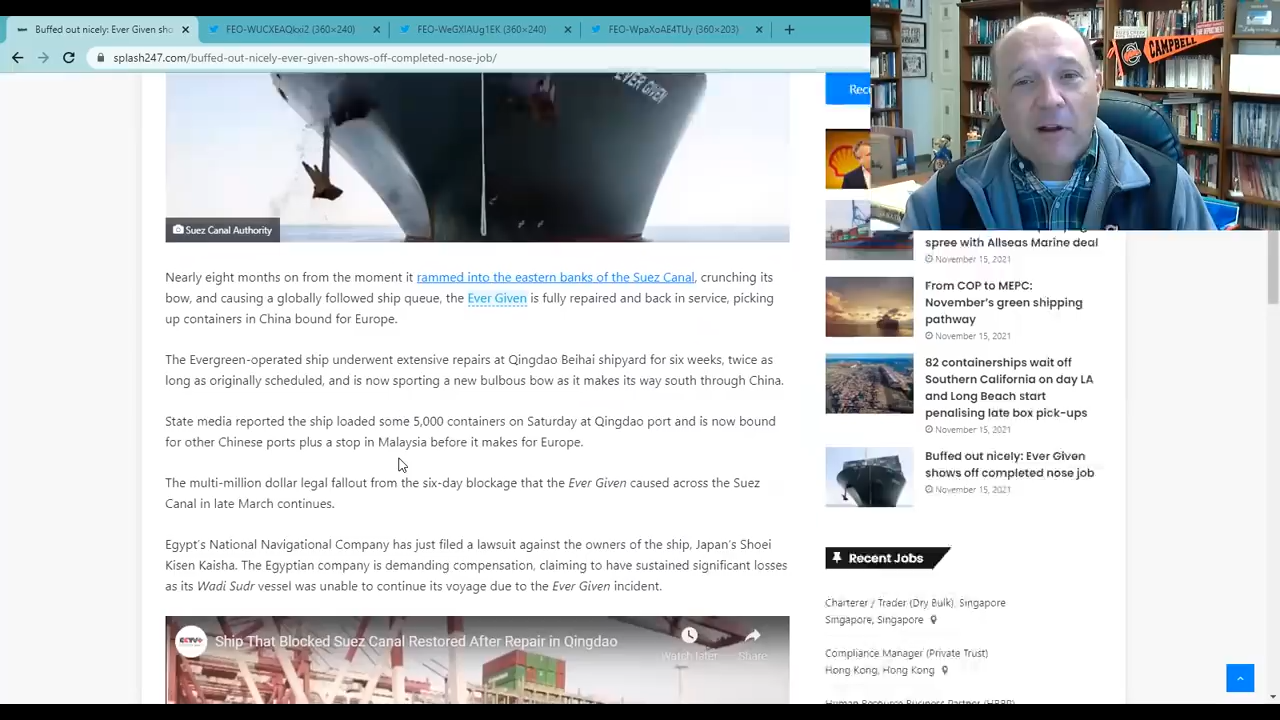 Buffed out nicely: Ever Given sho
FEO-WUCXEAQkxi2 (360×240)
FEO-WeGXIAUg1EK (360×240)
FEO-WpaXoAE4TUy (360×203)
splash247.com/buffed-out-nicely-ever-given-shows-off-completed-nose-job/
CAMPBELL
EVER GIVEN
Suez Canal Authority
Nearly eight months on from the moment it rammed into the eastern banks of the Suez Canal, crunching its
bow, and causing a globally followed ship queue, the Ever Given is fully repaired and back in service, picking
up containers in China bound for Europe.
The Evergreen-operated ship underwent extensive repairs at Qingdao Beihai shipyard for six weeks, twice as
long as originally scheduled, and is now sporting a new bulbous bow as it makes its way south through China.
State media reported the ship loaded some 5,000 containers on Saturday at Qingdao port and is now bound
for other Chinese ports plus a stop in Malaysia before it makes for Europe.
The multi-million dollar legal fallout from the six-day blockage that the Ever Given caused across the Suez
Canal in late March continues.
Egypt's National Navigational Company has just filed a lawsuit against the owners of the ship, Japan's Shoei
The Egyptian company is demanding compensation, claiming to have sustained significant losses
as its Wadi Sudr vessel was unable to continue its voyage due to the Ever Given incident.
Ship That Blocked Suez Canal Restored After Repair in Qingdao
Watch later
Share
Rec
spree with Allseas Marine deal
November 15, 2021
From COP to MEPC:
November's green shipping
pathway
November 15, 2021
82 containerships wait off
Southern California on day LA
and Long Beach start
penalising late box pick-ups
November 15, 2021
Buffed out nicely: Ever Given
shows off completed nose job
November 15, 2021
Recent Jobs
Charterer / Trader (Dry Bulk), Singapore
Singapore, Singapore
Compliance Manager (Private Trust)
Hong Kong, Hong Kong